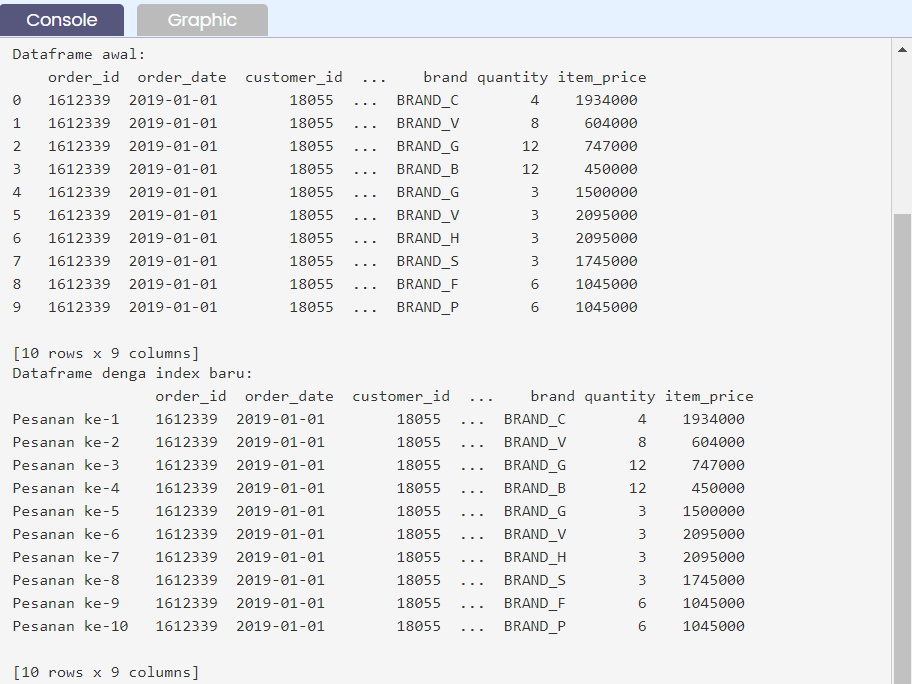 Console Graphic
Dataframe awal:
order_id order_date customer_id ... brand quantity item_price
0 1612339 2019-01-01 18055 ... BRAND_C 4 1934000
1 1612339 2019-01-01 18055 ... BRAND_V 8 604000
2 1612339 2019-01-01 18055 ... BRAND_G 12 747000
3 1612339 2019-01-01 18055 ... BRAND_B 12 450000
4 1612339 2019-01-01 18055 ... BRAND_G 3 1500000
5 1612339 2019-01-01 18055 ... BRAND_V 3 2095000
6 1612339 2019-01-01 18055 ... BRAND_H 3 2095000
7 1612339 2019-01-01 18055 ... BRAND_S 3 1745000
8 1612339 2019-01-01 18055 ... BRAND_F 6 1045000
9 1612339 2019-01-01 18055 ... BRAND_P 6 1045000
[10 rows x 9 columns]
Dataframe denga index baru:
order_id order_date customer_id ... brand quantity item_price
Pesanan ke-1 1612339 2019-01-01 18055 ... BRAND_C 4 1934000
Pesanan ke-2 1612339 2019-01-01 18055 ... BRAND_V 8 604000
Pesanan ke-3 1612339 2019-01-01 18055 ... BRAND_G 12 747000
Pesanan ke-4 1612339 2019-01-01 18055 ... BRAND_B 12 450000
Pesanan ke-5 1612339 2019-01-01 18055 ... BRAND_G 3 1500000
Pesanan ke-6 1612339 2019-01-01 18055 ... BRAND_V 3 2095000
Pesanan ke-7 1612339 2019-01-01 18055 ... BRAND_H 3 2095000
Pesanan ke-8 1612339 2019-01-01 18055 ... BRAND_S 3 1745000
Pesanan ke-9 1612339 2019-01-01 18055 ... BRAND_F 6 1045000
Pesanan ke-10 1612339 2019-01-01 18055 ... BRAND_P 6 1045000
[10 rows x 9 columns]